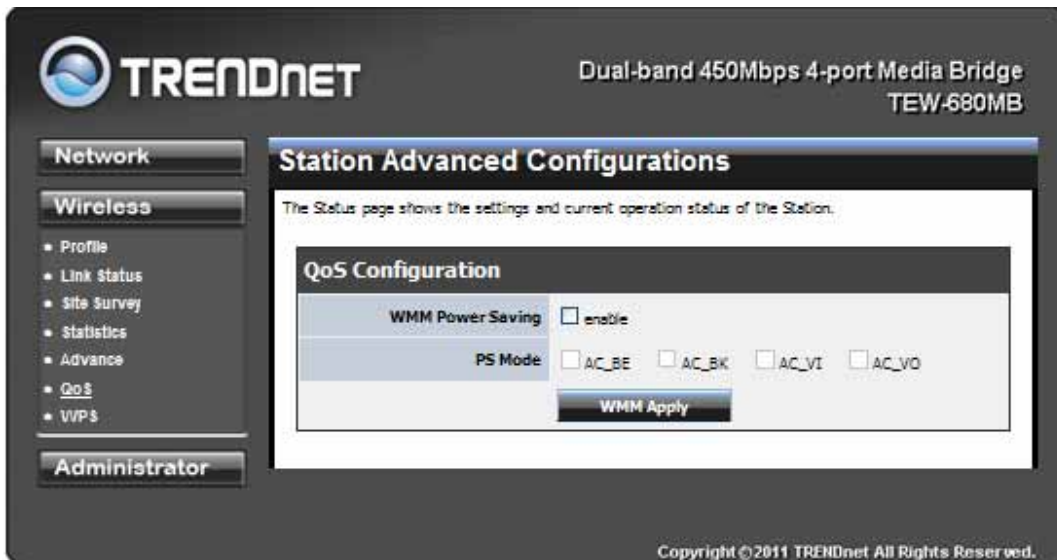 TRENDNET
Dual-band 450Mbps 4-port Media Bridge
TEW-680MB
Network
Wireless
Profile
Link Status
Site Survey
Statistics
Advance
QoS
WPS
Administrator
Station Advanced Configurations
The Status page shows the settings and current operation status of the Station.
QoS Configuration
WMM Power Saving enable
PS Mode AC_BE AC_BK AC_VI AC_VO
WMM Apply
Copyright©2011 TRENDnet All Rights Reserved.